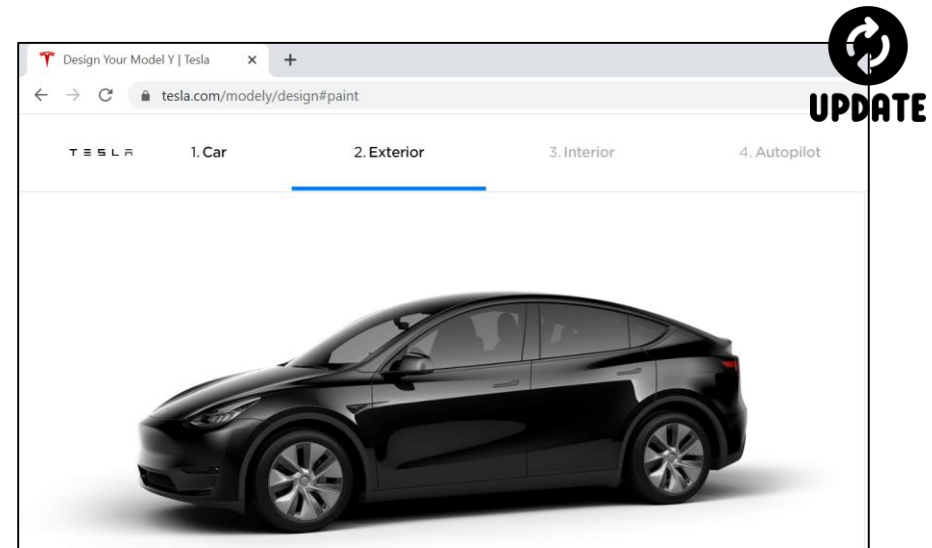 Design Your Model Y | Tesla
tesla.com/modely/design#paint
UPDATE
TESLA 1. Car 2. Exterior 3. Interior 4. Autopilot